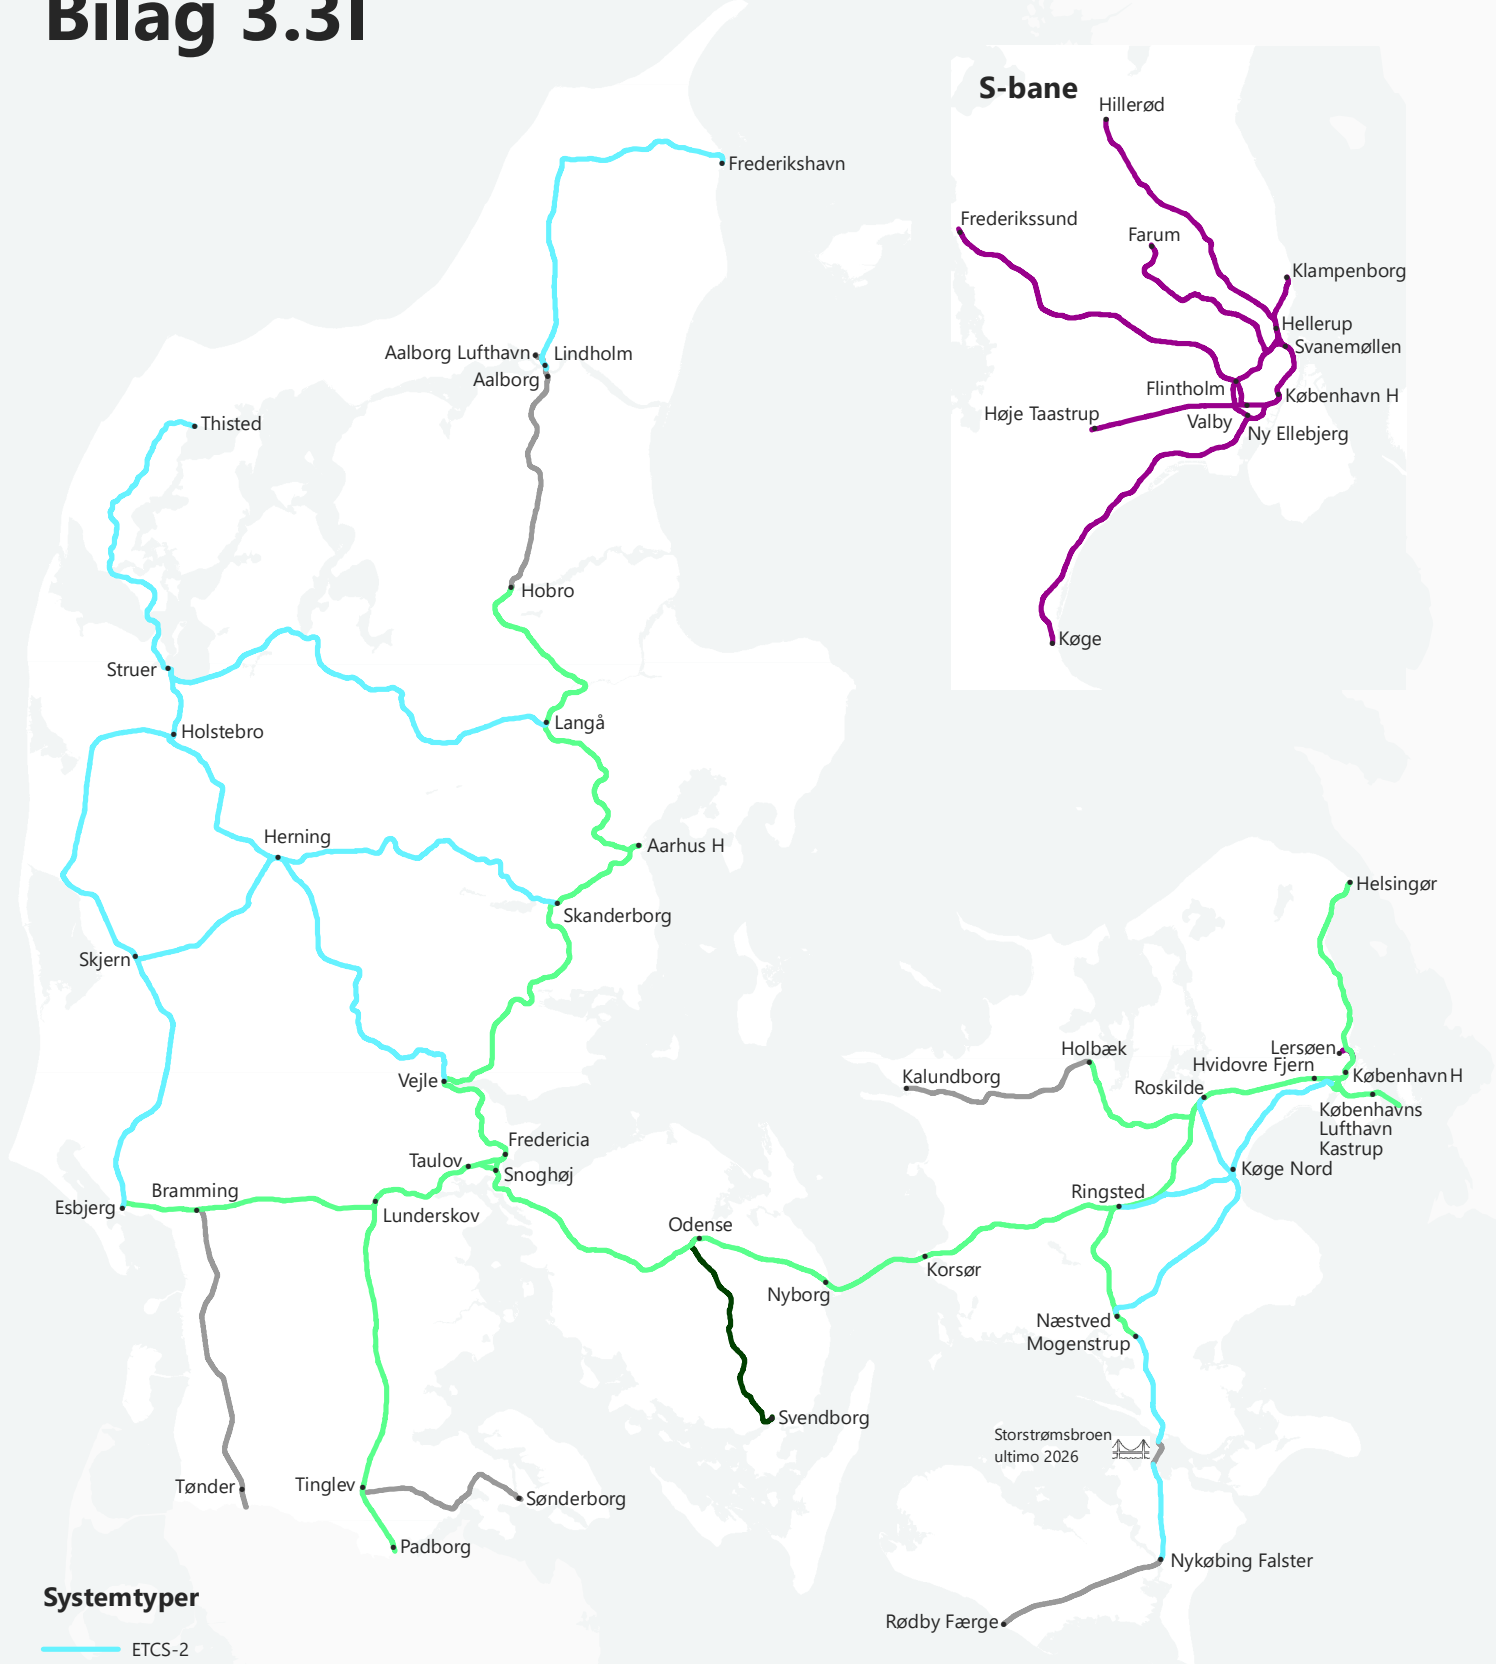 Bilag 3.3I
S-bane
Hillerød
Frederikshavn
Frederikssund
Farum
Klampenborg
Hellerup
Svanemøllen
Aalborg Lufthavn
Lindholm
Aalborg
Flintholm
København H
Høje Taastrup
Valby
Ny Ellebjerg
Thisted
Hobro
Køge
Struer
Langå
Holstebro
Herning
Aarhus H
Helsingør
Skanderborg
Skjern
Lersøen
Holbæk
Hvidovre Fjern
Kalundborg
Roskilde
København H
Vejle
Københavns
Lufthavn
Kastrup
Fredericia
Taulov
Snoghøj
Køge Nord
Bramming
Ringsted
Esbjerg
Lunderskov
Odense
Korsør
Nyborg
Næstved
Mogenstrup
Svendborg
Storstrømsbroen
ultimo 2026
Tønder
Tinglev
Sønderborg
Padborg
Nykøbing Falster
Systemtyper
Rødby Færge
ETCS-2